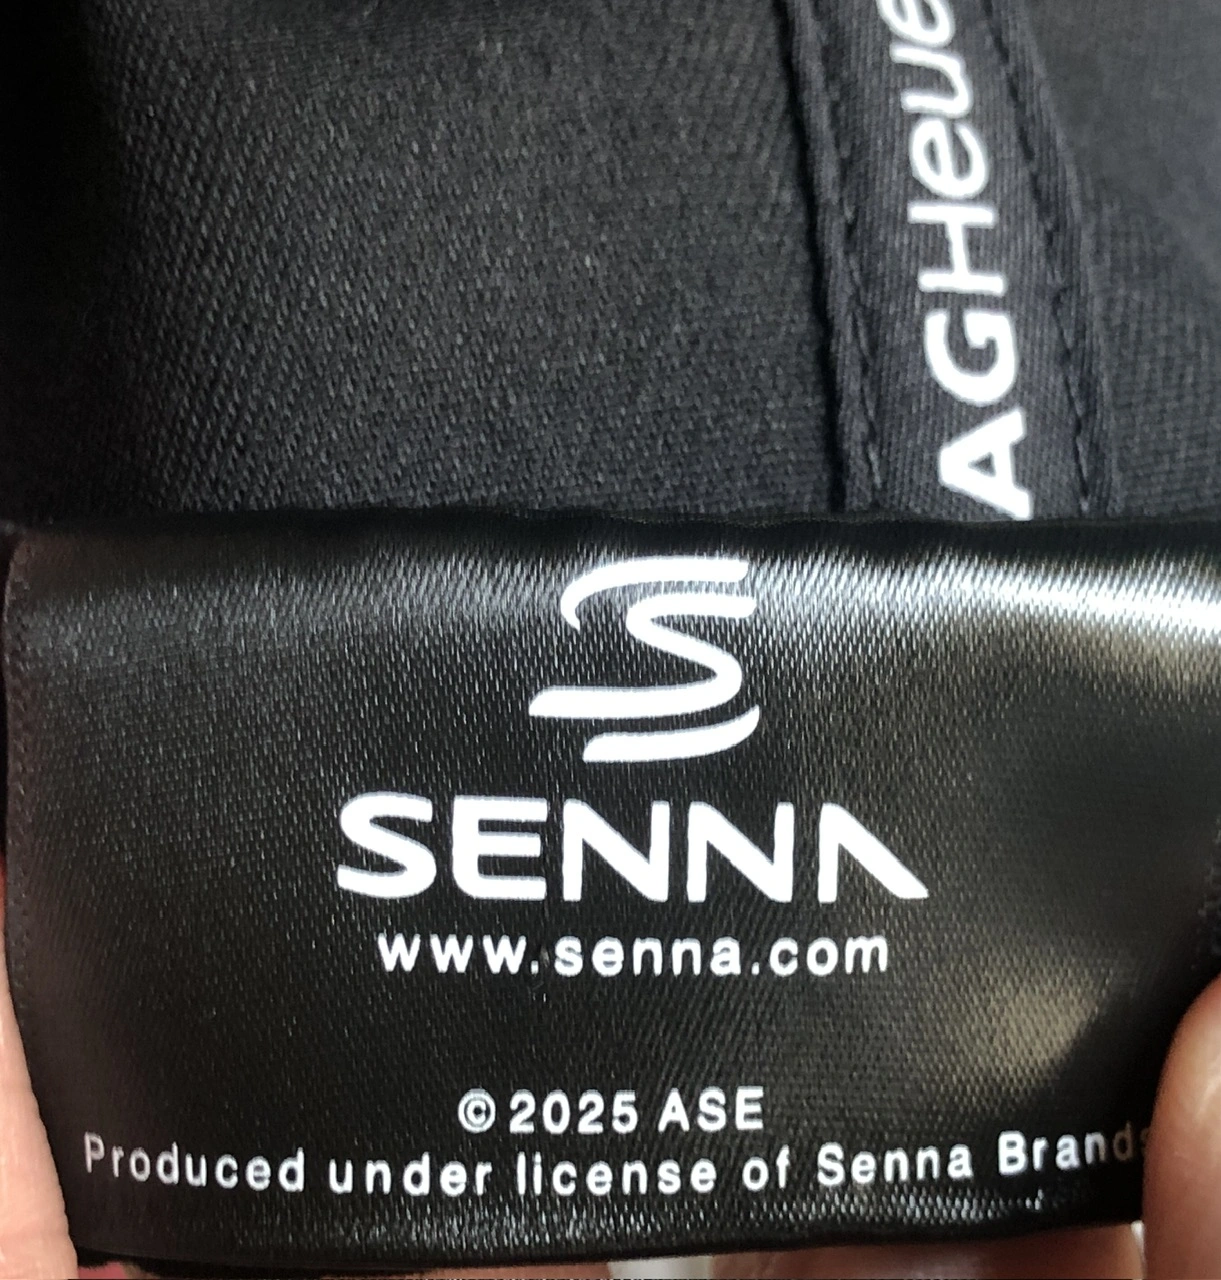 AGHeue
SENNA
www.senna.com
© 2025 ASE
Produced under license of Senna Brands